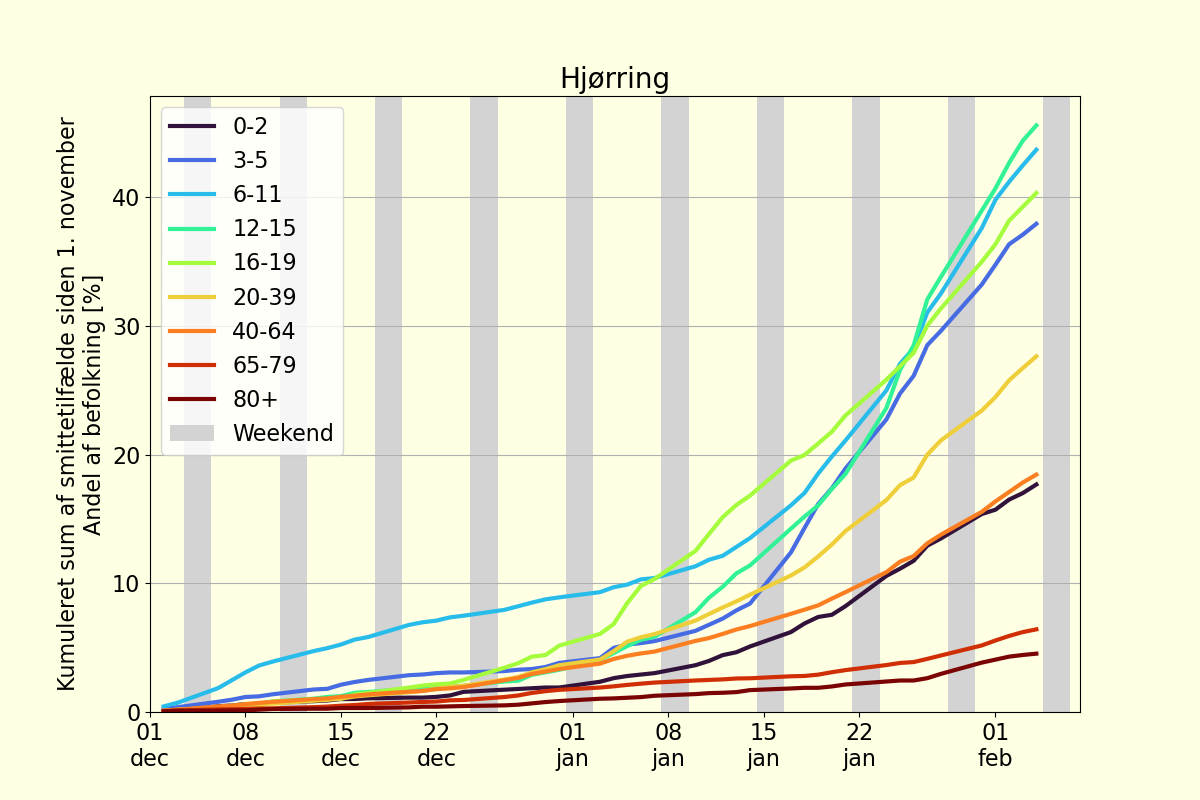 Hjørring
Kumuleret sum af smittetilfælde siden 1. november
Andel af befolkning [%]
0-2
3-5
6-11
12-15
16-19
20-39
40-64
65-79
80+
Weekend
40
30
20
10
0
01 08 15 22 01 08 15 22 01
dec dec dec dec jan jan jan jan feb